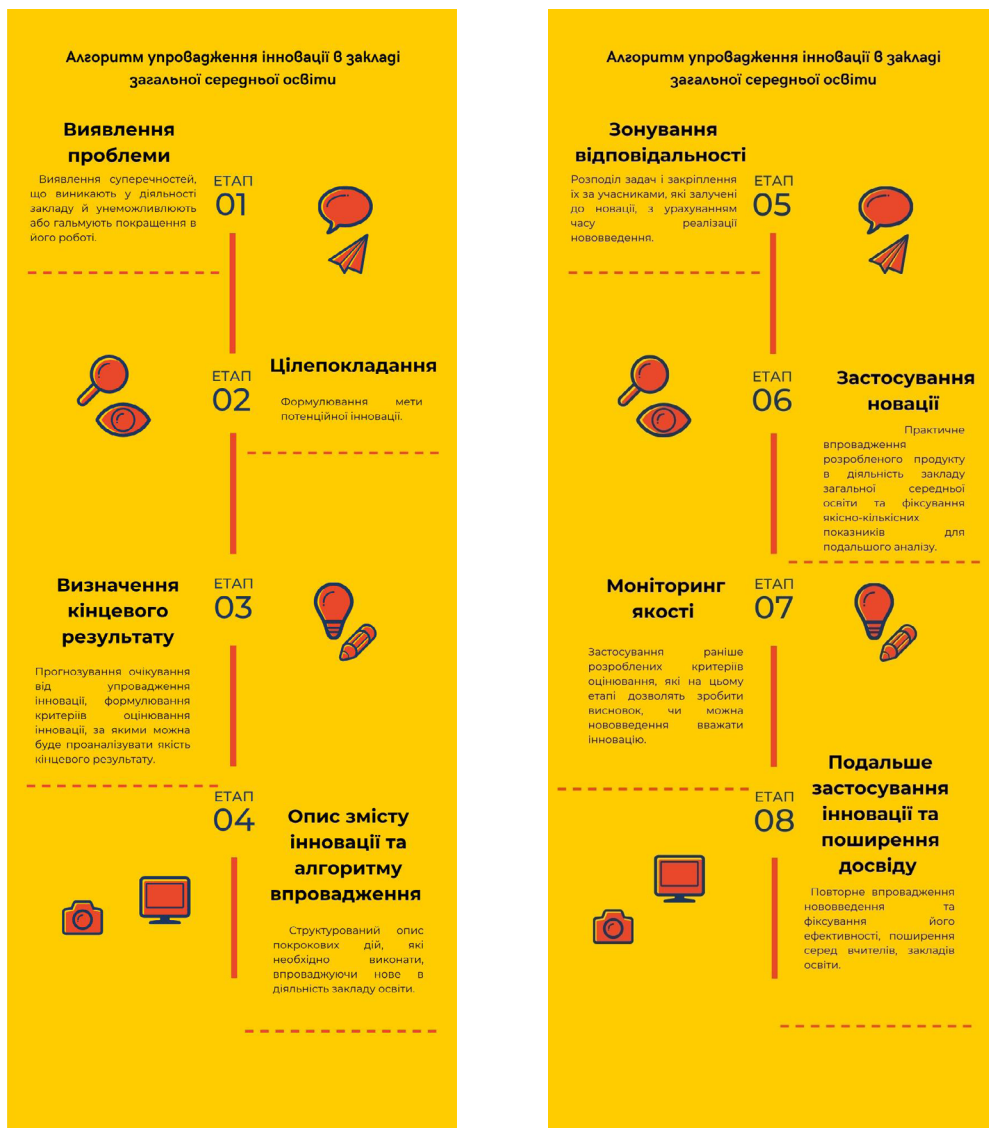 Алгоритм упровадження інновації в закладі
загальної середньої освіти
Виявлення
проблеми
Виявлення суперечностей,
що виникають у діяльності
закладу й унеможливлюють
або гальмують покращення в
його роботі.
ЕТАП
01
ЕТАП
02
Цілепокладання
Формулювання мети
потенційної інновації.
Визначення
кінцевого
результату
Прогнозування очікування
від упровадження
інновації, формулювання
критеріїв оцінювання
інновації, за якими можна
буде проаналізувати якість
кінцевого результату.
ЕТАП
03
ЕТАП
04
Опис змісту
інновації та
алгоритму
впровадження
Структурований опис
покрокових дій, які
необхідно виконати,
впроваджуючи нове в
діяльність закладу освіти.
Алгоритм упровадження інновації в закладі
загальної середньої освіти
Зонування
відповідальності
Розподіл задач і закріплення
їх за учасниками, які залучені
до новації, з урахуванням
часу реалізації
нововведення.
ЕТАП
05
ЕТАП
06
Застосування
новації
Практичне
впровадження
розробленого продукту
в діяльність закладу
загальної середньої
освіти та фіксування
якісно-кількісних
показників для
подальшого аналізу.
Моніторинг
якості
Застосування раніше
розроблених критеріїв
оцінювання, які на цьому
етапі дозволять зробити
висновок, чи можна
нововведення вважати
інновацію.
ЕТАП
07
ЕТАП
08
Подальше
застосування
інновації та
поширення
досвіду
Повторне впровадження
нововведення та
фіксування його
ефективності, поширення
серед вчителів, закладів
освіти.